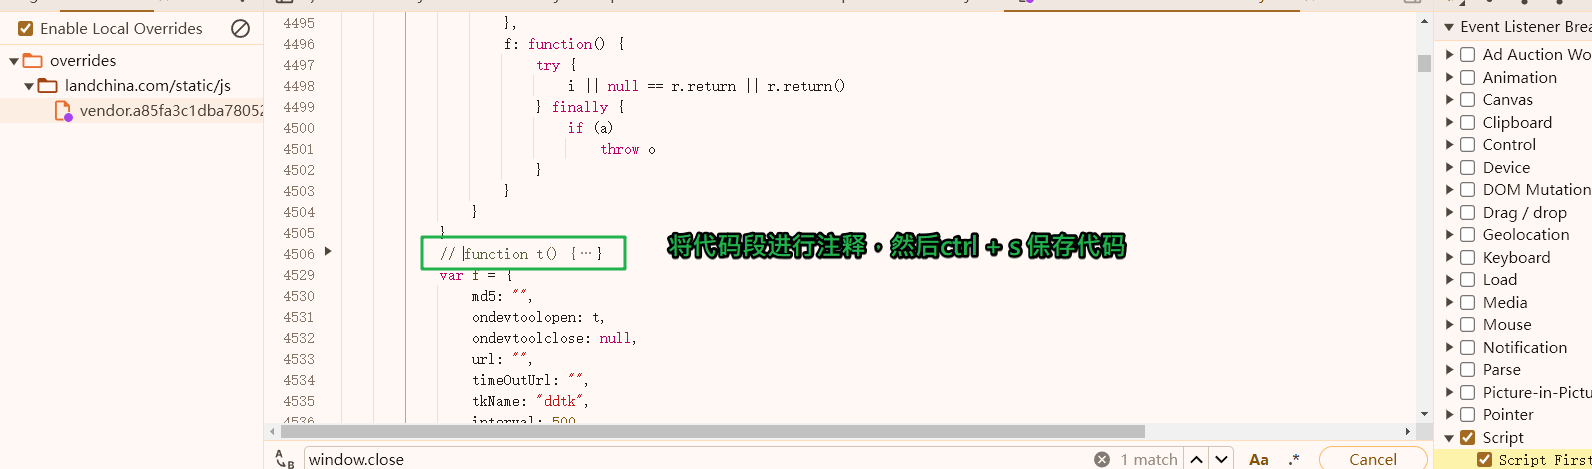 Enable Local Overrides
overrides
landchina.com/static/js
vendor.a85fa3c1dba78052
4495 },
4496 f: function() {
4497 try {
4498 i || null == r.return || r.return()
4499 } finally {
4500 if (a)
4501 throw o
4502 }
4503 }
4504 }
4505 }
4506 // function t() {…}
4529 var f = {
4530 md5: "",
4531 ondevtoolopen: t,
4532 ondevtoolclose: null,
4533 url: "",
4534 timeOutUrl: "",
4535 tkName: "ddtk",
4536 interval: 500
将代码段进行注释，然后ctrl + s 保存代码
window.close
1 match
Aa
.*
Cancel
Event Listener Brea
Ad Auction Wo
Animation
Canvas
Clipboard
Control
Device
DOM Mutation
Drag / drop
Geolocation
Keyboard
Load
Media
Mouse
Notification
Parse
Picture-in-Pictu
Pointer
Script
Script First